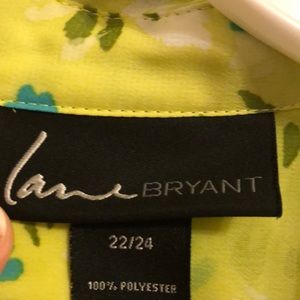 lane BRYANT
22/24
100% POLYESTER